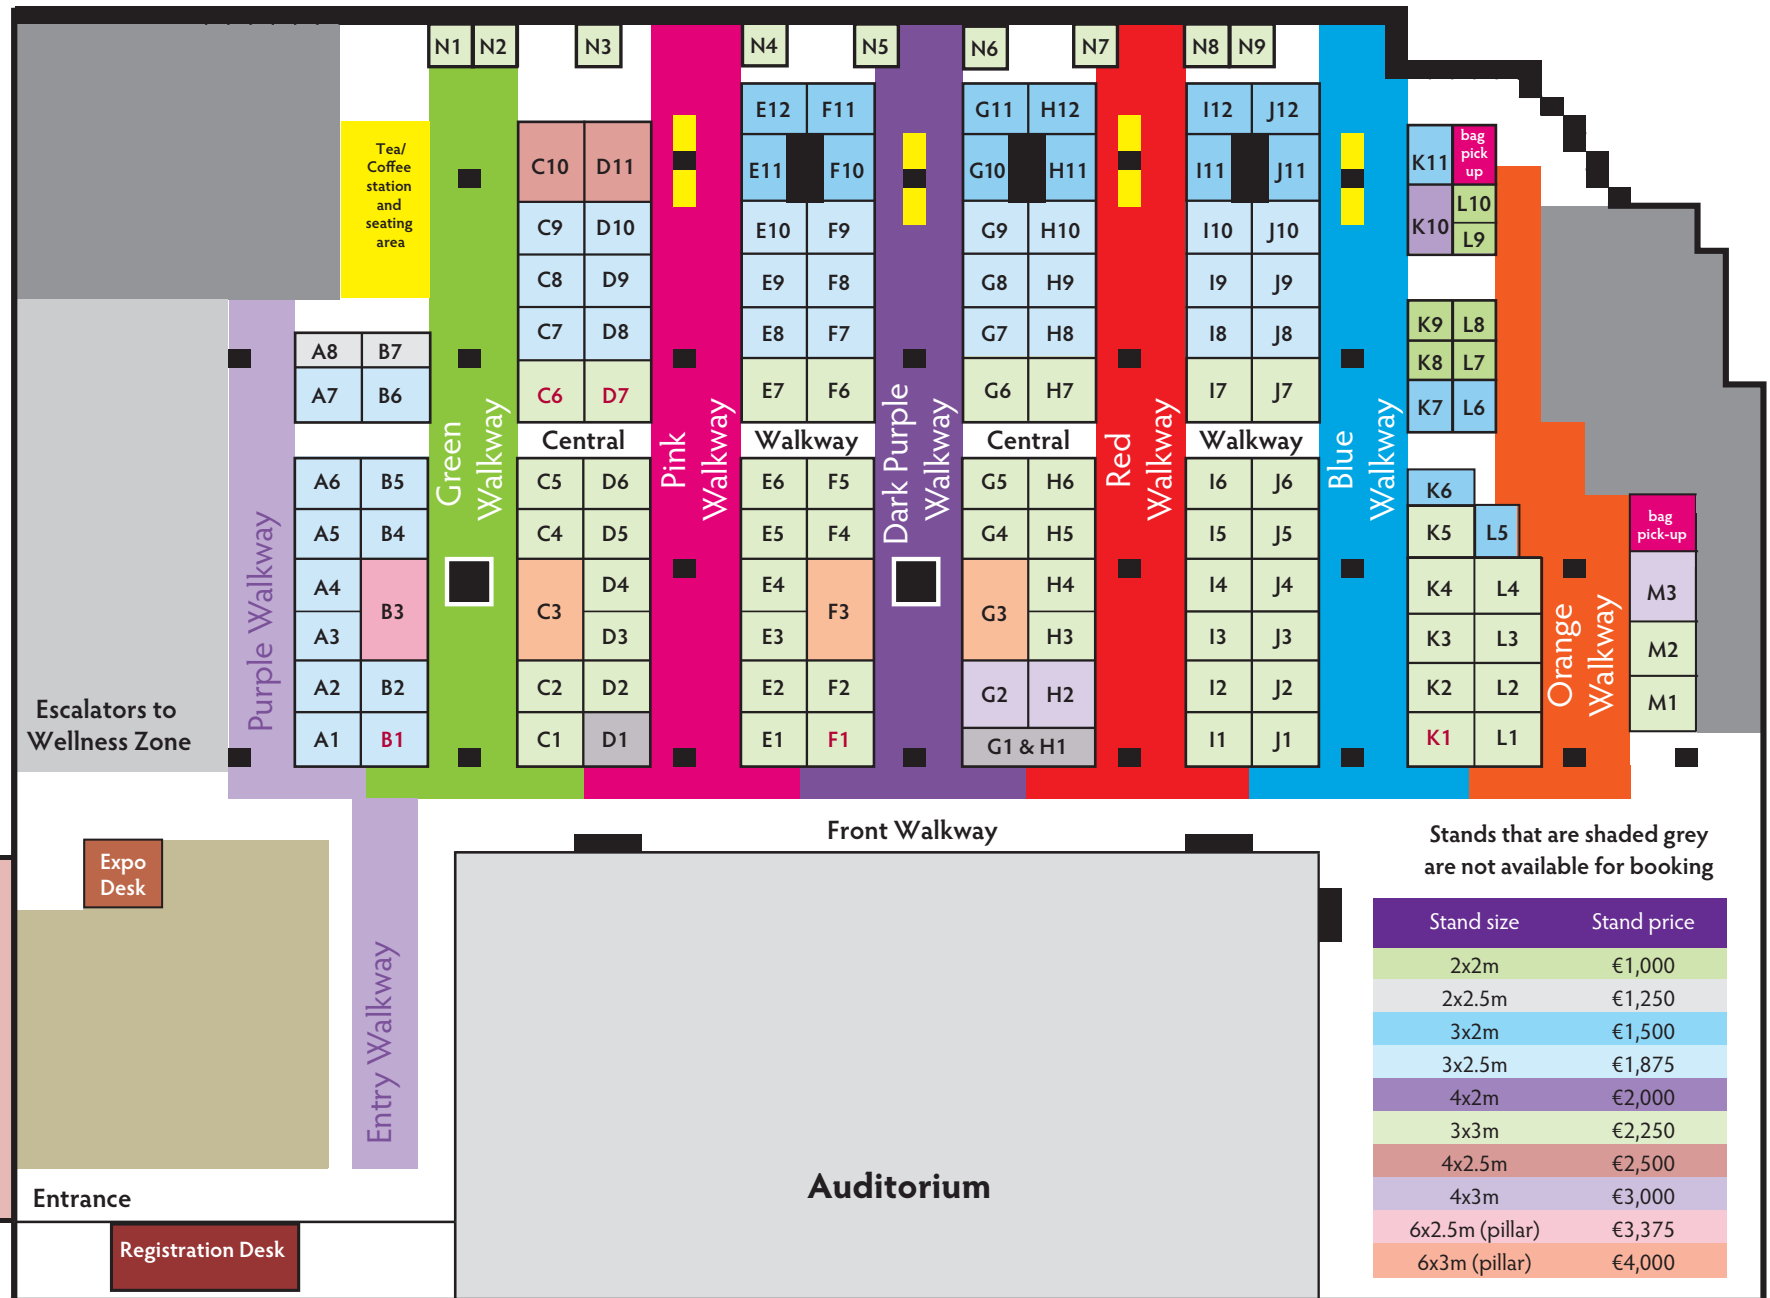 N1 N2 N3 N4 N5 N6 N7 N8 N9
E12 F11 G11 H12 I12 J12
Tea/
Coffee
station
and
seating
area
C10 D11 E11 F10 G10 H11 I11 J11 K11
bag
pick
up
L10
K10
L9
C9 D10 E10 F9 G9 H10 I10 J10
C8 D9 E9 F8 G8 H9 I9 J9
C7 D8 E8 F7 G7 H8 I8 J8
K9 L8
A8 B7
K8 L7
A7 B6 C6 D7 E7 F6 G6 H7 I7 J7 K7 L6
Central Walkway Central Walkway
A6 B5 C5 D6 E6 F5 G5 H6 I6 J6 K6
A5 B4 C4 D5 E5 F4 G4 H5 I5 J5 K5 L5
bag
pick-up
A4 B3 C3 D4 E4 F3 G3 H4 I4 J4 K4 L4 M3
A3 D3 E3 H3 I3 J3 K3 L3 M2
A2 B2 C2 D2 E2 F2 G2 H2 I2 J2 K2 L2 M1
A1 B1 C1 D1 E1 F1 G1 & H1 I1 J1 K1 L1
Purple Walkway
Green
Walkway
Pink
Walkway
Dark Purple
Walkway
Red
Walkway
Blue
Walkway
Orange
Walkway
Escalators to
Wellness Zone
Front Walkway
Expo
Desk
Entry Walkway
Entrance
Registration Desk
Auditorium
Stands that are shaded grey
are not available for booking
Stand size Stand price
2x2m €1,000
2x2.5m €1,250
3x2m €1,500
3x2.5m €1,875
4x2m €2,000
3x3m €2,250
4x2.5m €2,500
4x3m €3,000
6x2.5m (pillar) €3,375
6x3m (pillar) €4,000